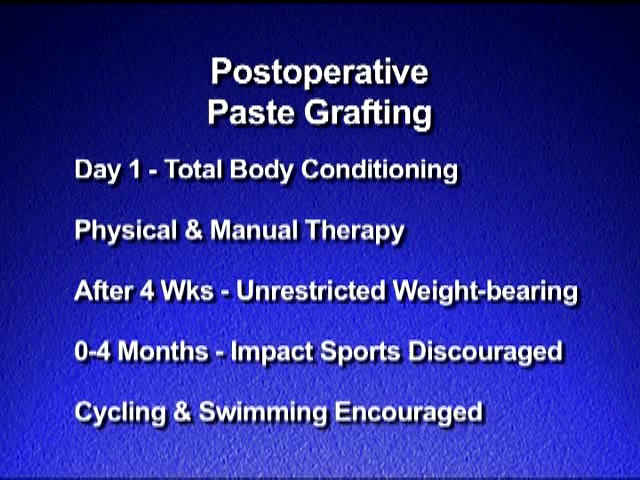 Postoperative
Paste Grafting
Day 1 - Total Body Conditioning
Physical & Manual Therapy
After 4 Wks - Unrestricted Weight-bearing
0-4 Months - Impact Sports Discouraged
Cycling & Swimming Encouraged